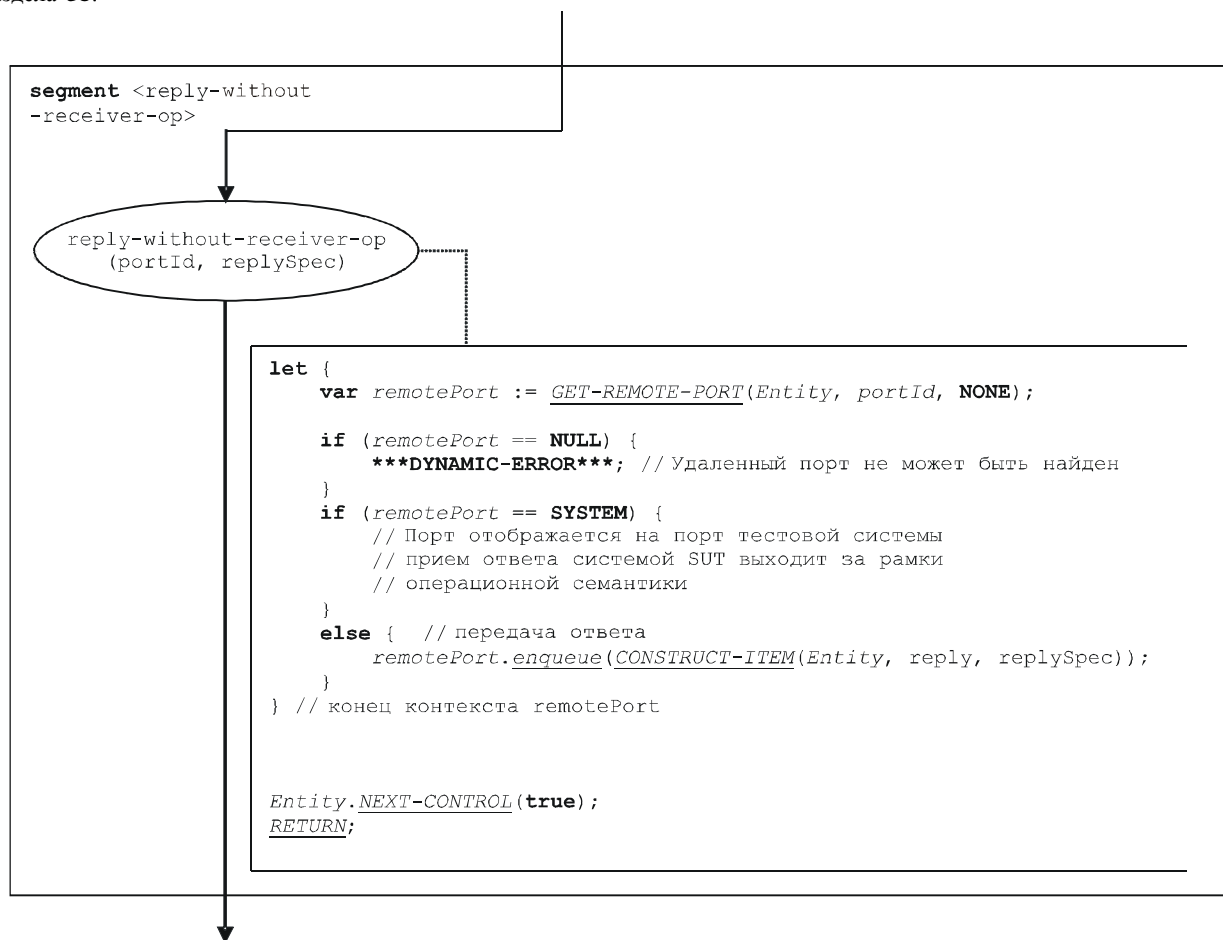 segment <reply-without
-receiver-op>
reply-without-receiver-op
(portId, replySpec)
let {
var remotePort := GET-REMOTE-PORT(Entity, portId, NONE);
if (remotePort == NULL) {
***DYNAMIC-ERROR***; // Удаленный порт не может быть найден
}
if (remotePort == SYSTEM) {
// Порт отображается на порт тестовой системы
// прием ответа системой SUT выходит за рамки
// операционной семантики
}
else { // передача ответа
remotePort.enqueue(CONSTRUCT-ITEM(Entity, reply, replySpec));
}
} // конец контекста remotePort
Entity.NEXT-CONTROL(true);
RETURN;